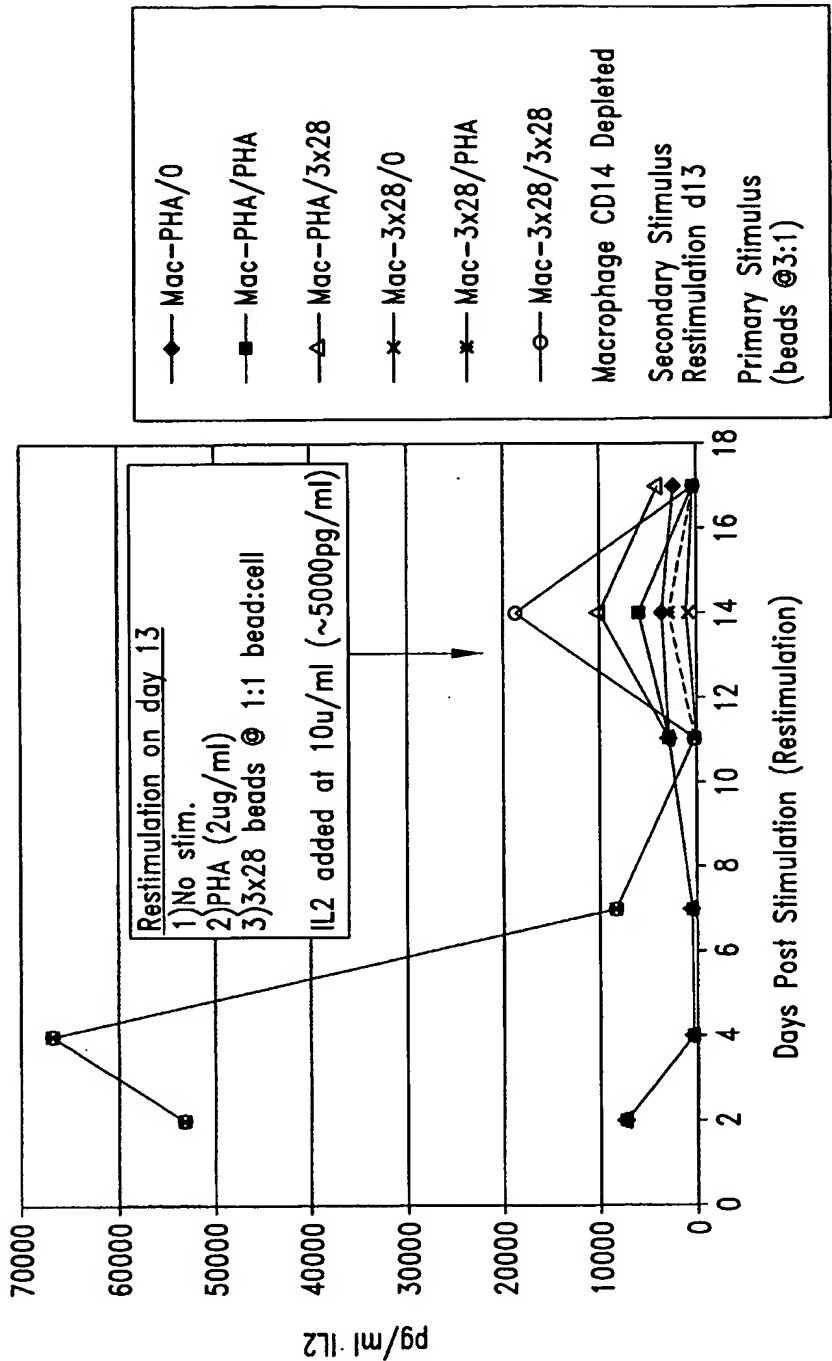 70000
60000
50000
40000
30000
20000
10000
0
pg/ml IL2
0
2
4
6
8
10
12
14
16
18
Days Post Stimulation (Restimulation)
Restimulation on day 13
1)No stim.
2)PHA (2ug/ml)
3)3x28 beads @ 1:1 bead:cell
IL2 added at 10u/ml (~5000pg/ml)
Mac-PHA/0
Mac-PHA/PHA
Mac-PHA/3x28
Mac-3x28/0
Mac-3x28/PHA
Mac-3x28/3x28
Macrophage CD14 Depleted
Secondary Stimulus
Restimulation d13
Primary Stimulus
(beads @3:1)